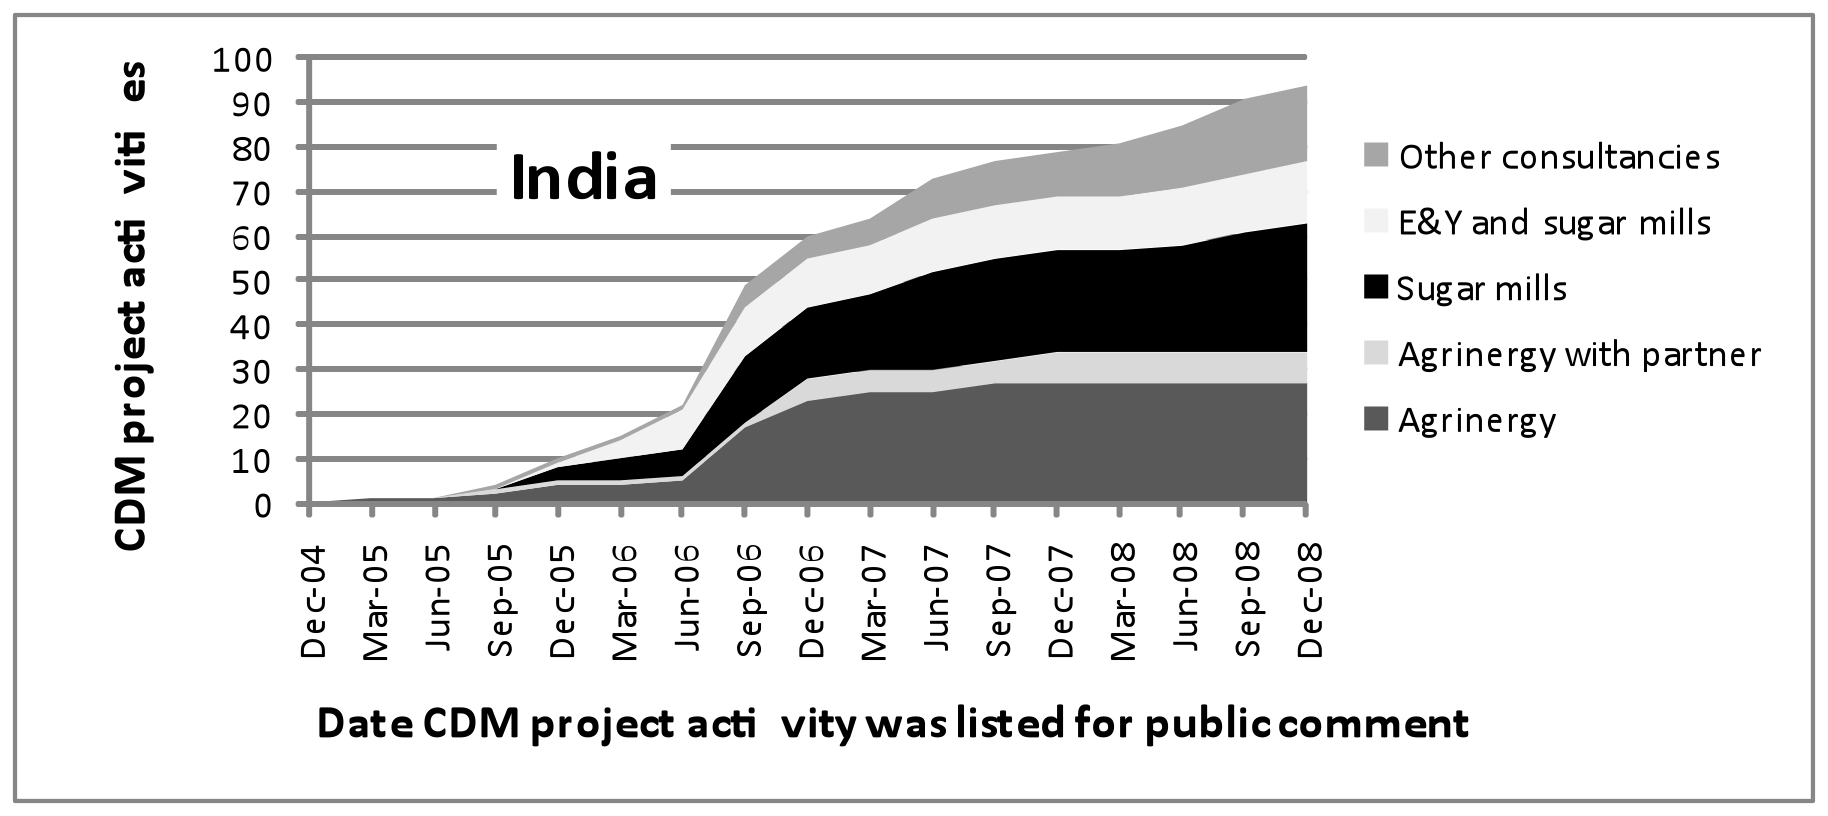 CDM project acti viti es
100
90
80
70
60
50
40
30
20
10
0
India
Dec-04
Mar-05
Jun-05
Sep-05
Dec-05
Mar-06
Jun-06
Sep-06
Dec-06
Mar-07
Jun-07
Sep-07
Dec-07
Mar-08
Jun-08
Sep-08
Dec-08
Date CDM project acti vity was listed for public comment
Other consultancies
E&Y and sugar mills
Sugar mills
Agrinergy with partner
Agrinergy